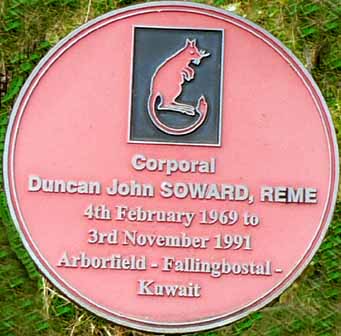 Corporal
Duncan John SOWARD, REME
4th February 1969 to
3rd November 1991
Arborfield - Fallingbostal -
Kuwait